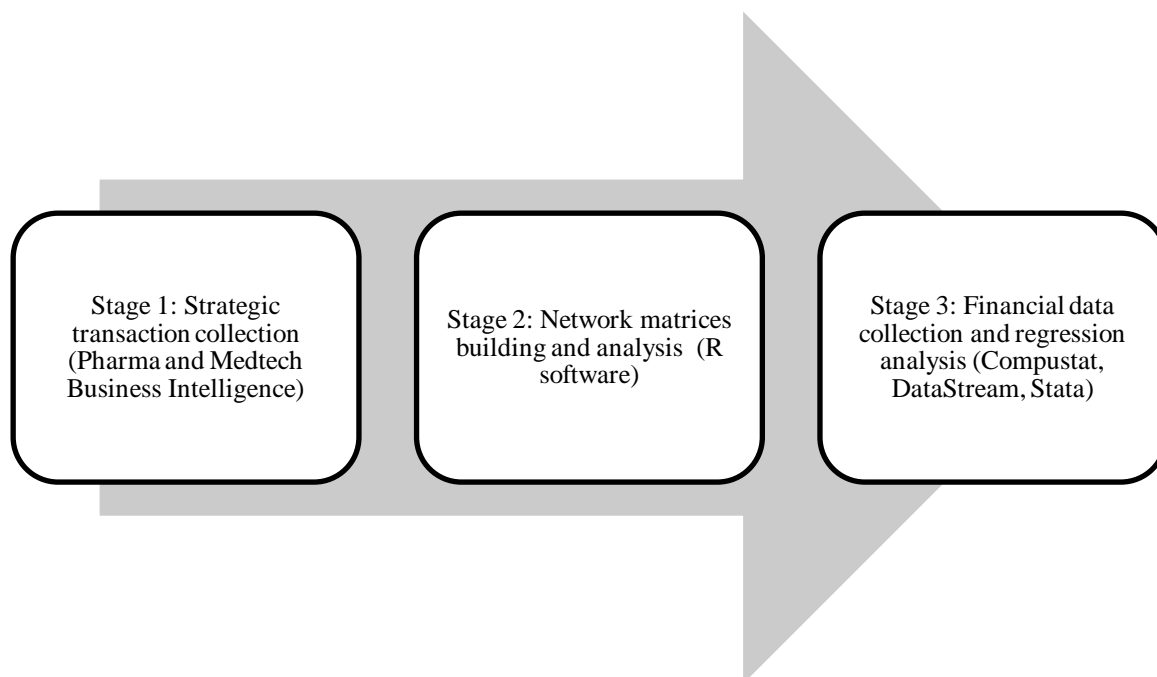 Stage 1: Strategic
transaction collection
(Pharma and Medtech
Business Intelligence)
Stage 2: Network matrices
building and analysis (R
software)
Stage 3: Financial data
collection and regression
analysis (Compustat,
DataStream, Stata)